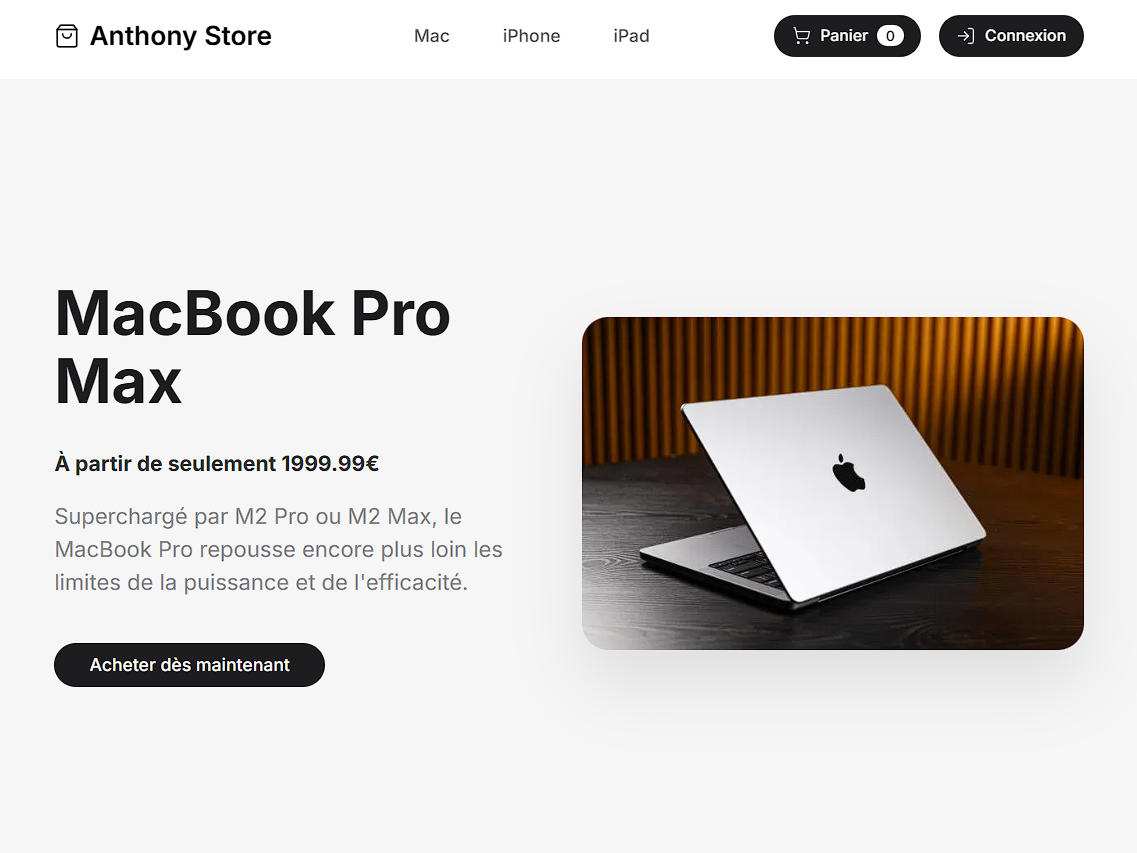 Anthony Store
Mac
iPhone
iPad
Panier 0
Connexion
MacBook Pro
Max
À partir de seulement 1999.99€
Superchargé par M2 Pro ou M2 Max, le
MacBook Pro repousse encore plus loin les
limites de la puissance et de l'efficacité.
Acheter dès maintenant